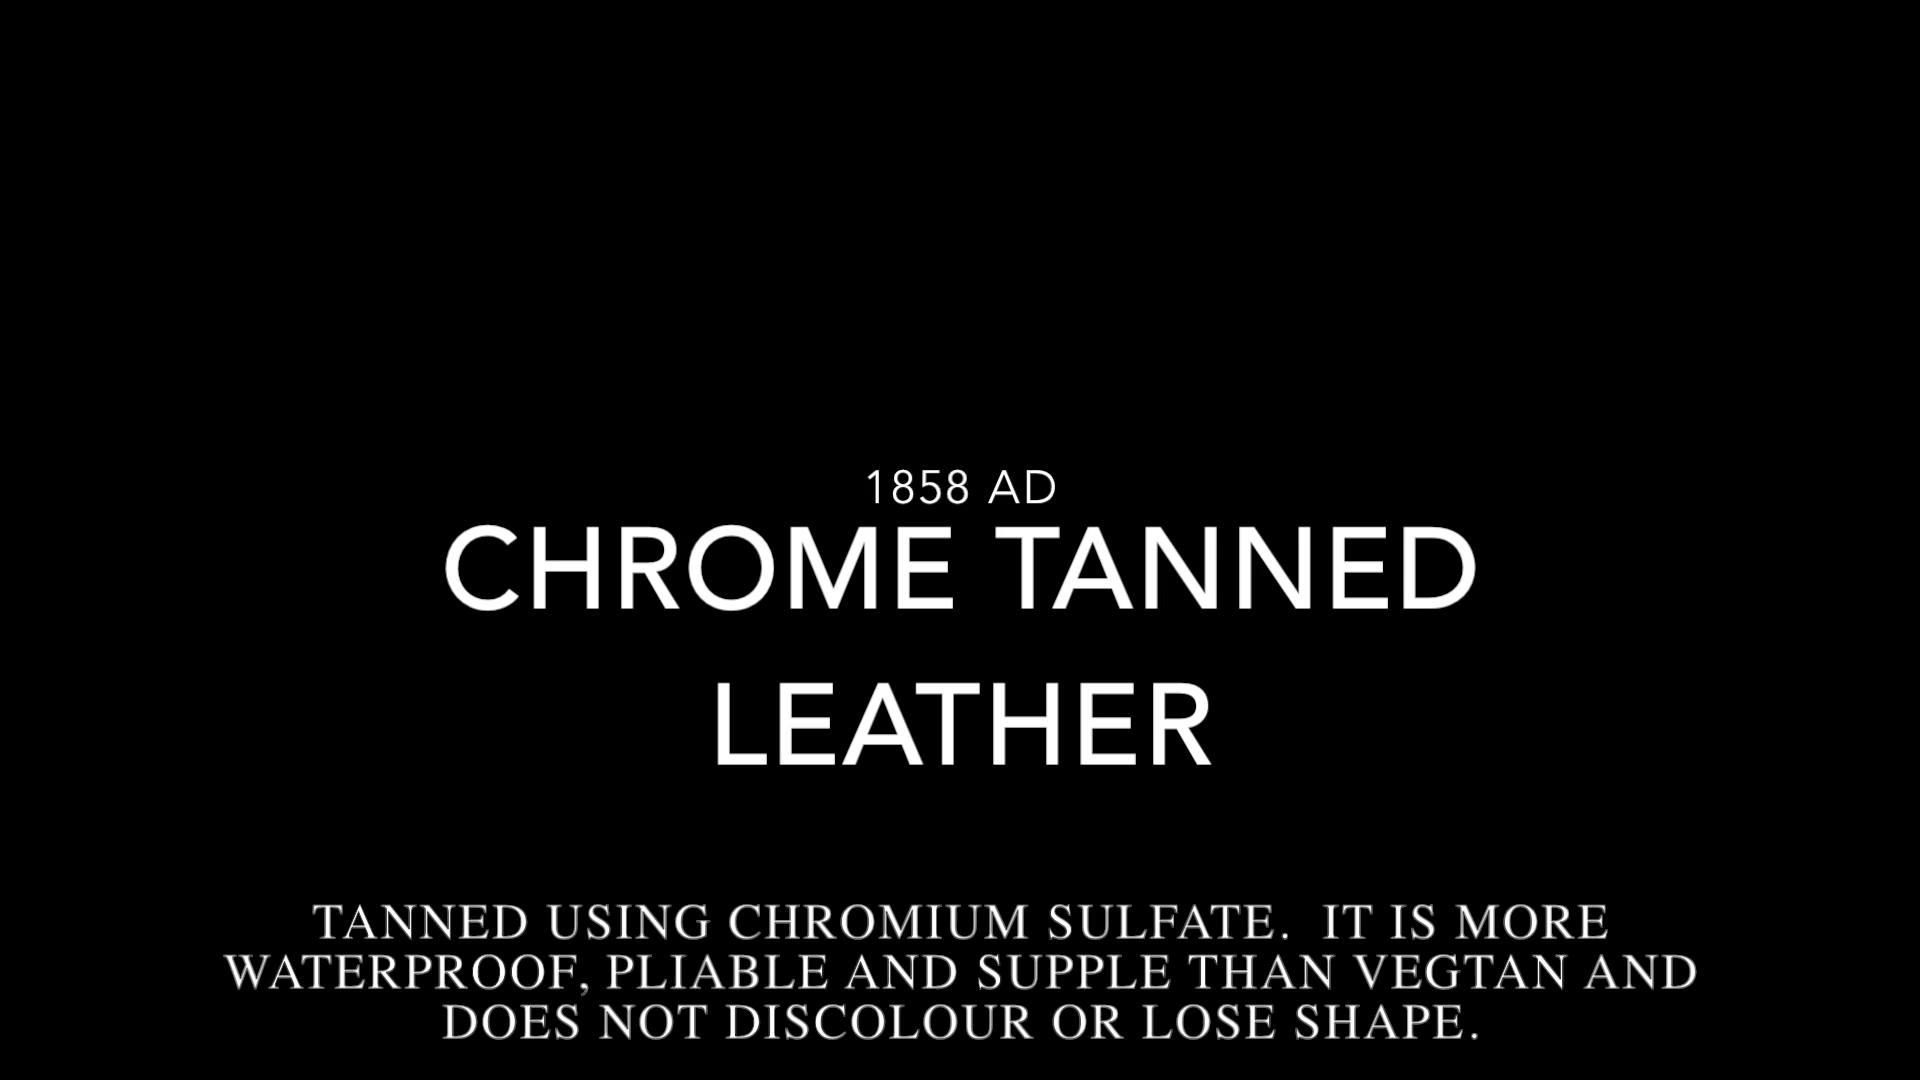 1858 AD
CHROME TANNED
LEATHER
TANNED USING CHROMIUM SULFATE. IT IS MORE
WATERPROOF, PLIABLE AND SUPPLE THAN VEGTAN AND
DOES NOT DISCOLOUR OR LOSE SHAPE.